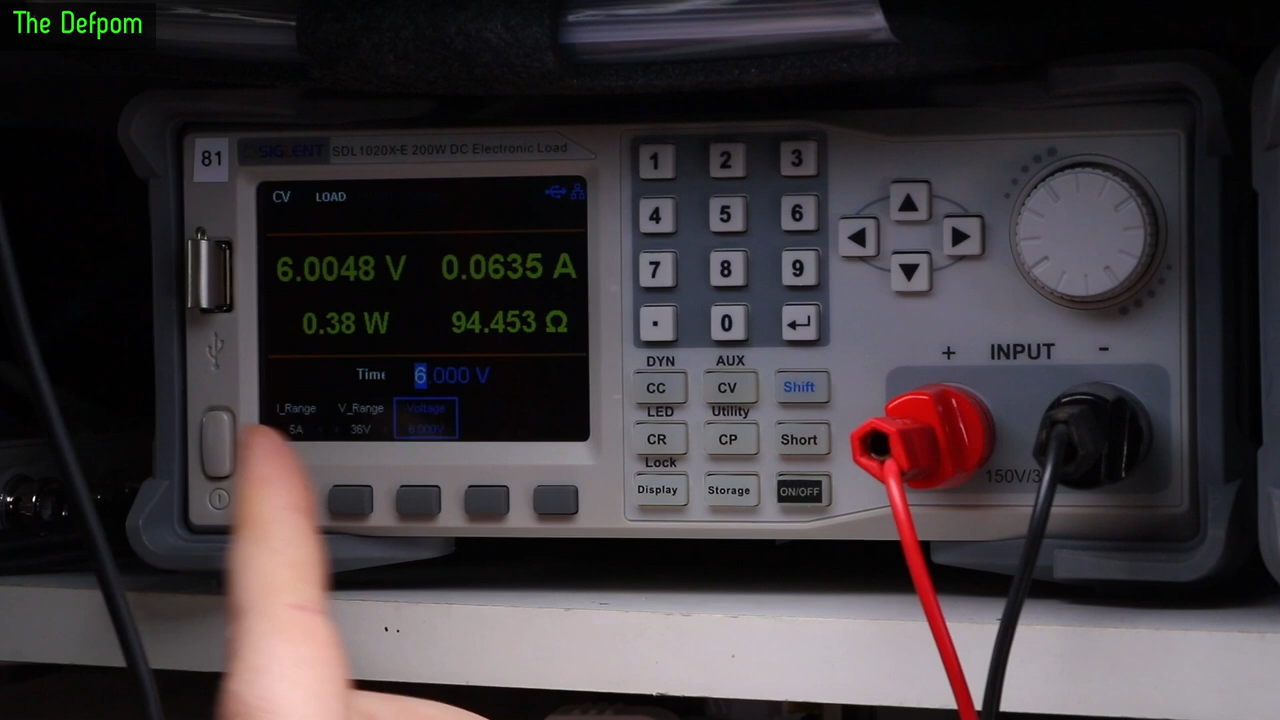 The Defpom
81
SIGLENT SDL1020X-E 200W DC Electronic Load
CV LOAD
6.0048 V 0.0635 A
0.38 W 94.453 Ω
Time 6.000 V
I_Range V_Range Voltage
5A 36V 6.000V
1 2 3
4 5 6
7 8 9
. 0
DYN AUX
CC CV Shift
LED Utility
CR CP Short
Lock
Display Storage ON/OFF
+ INPUT -
150V/3